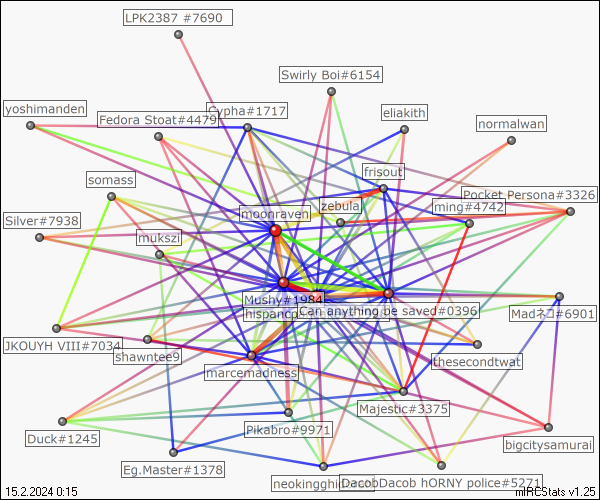 LPK2387 #7690
Swirly Boi#6154
yoshimanden
Fedora Stoat#4479
Cypha#1717
eliakith
normalwan
frisout
somass
zebula
Pocket Persona#3326
moonraven
ming#4742
Silver#7938
mukszi
Mushy#1984
Can anything be saved#0396
Madネコ#6901
JKOUYH VIII#7034
shawntee9
thesecondtwat
marcemadness
Majestic#3375
Pikabro#9971
Duck#1245
bigcitysamurai
Eg.Master#1378
DacobDacob hORNY police#5271
15.2.2024 0:15
mIRCStats v1.25